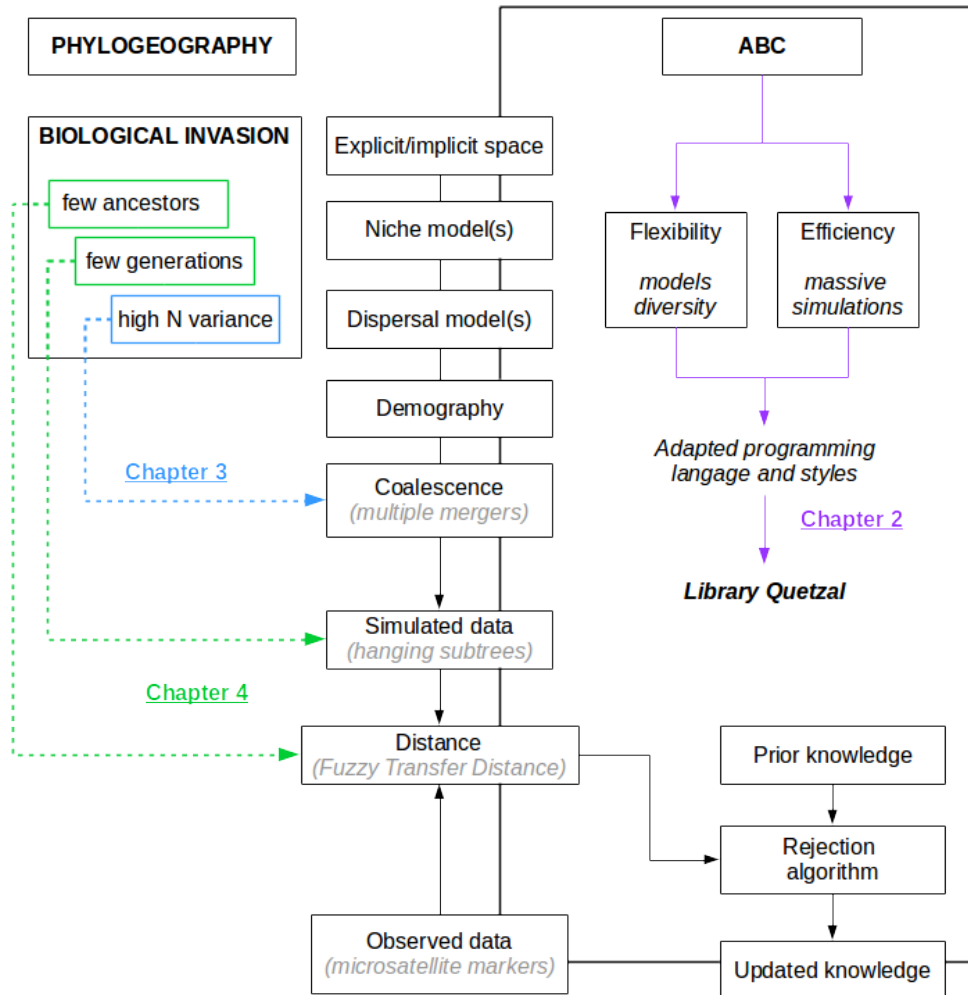 PHYLOGEOGRAPHY
BIOLOGICAL INVASION
few ancestors
few generations
high N variance
Chapter 3
Chapter 4
Explicit/implicit space
Niche model(s)
Dispersal model(s)
Demography
Coalescence
(multiple mergers)
Simulated data
(hanging subtrees)
Distance
(Fuzzy Transfer Distance)
Observed data
(microsatellite markers)
ABC
Flexibility
models
diversity
Efficiency
massive
simulations
Adapted programming
langage and styles
Chapter 2
Library Quetzal
Prior knowledge
Rejection
algorithm
Updated knowledge